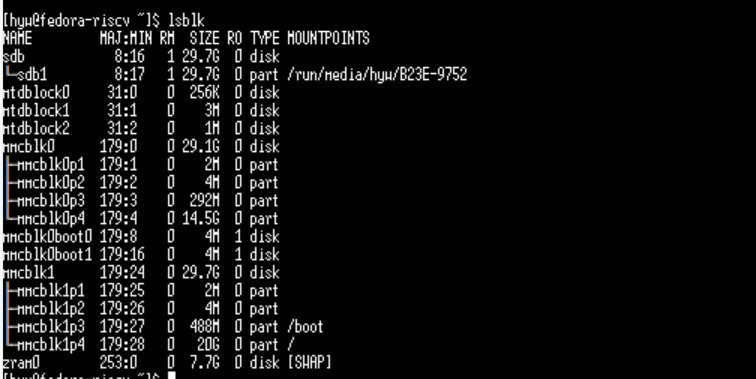 [hyw@fedora-riscv ~]$ lsblk
NAME         MAJ:MIN RM  SIZE RO TYPE MOUNTPOINTS
sdb            8:16   1 29.7G  0 disk
└─sdb1         8:17   1 29.7G  0 part /run/media/hyw/B23E-9752
mtdblock0     31:0    0  256K  0 disk
mtdblock1     31:1    0    3M  0 disk
mtdblock2     31:2    0    1M  0 disk
mmcblk0      179:0    0 29.1G  0 disk
├─mmcblk0p1  179:1    0    2M  0 part
├─mmcblk0p2  179:2    0    4M  0 part
├─mmcblk0p3  179:3    0  292M  0 part
└─mmcblk0p4  179:4    0 14.5G  0 part
mmcblk0boot0 179:8    0    4M  1 disk
mmcblk0boot1 179:16   0    4M  1 disk
mmcblk1      179:24   0 29.7G  0 disk
├─mmcblk1p1  179:25   0    2M  0 part
├─mmcblk1p2  179:26   0    4M  0 part
├─mmcblk1p3  179:27   0  488M  0 part /boot
└─mmcblk1p4  179:28   0   20G  0 part /
zram0        253:0    0  7.7G  0 disk [SWAP]
[hyw@fedora-riscv ~]$